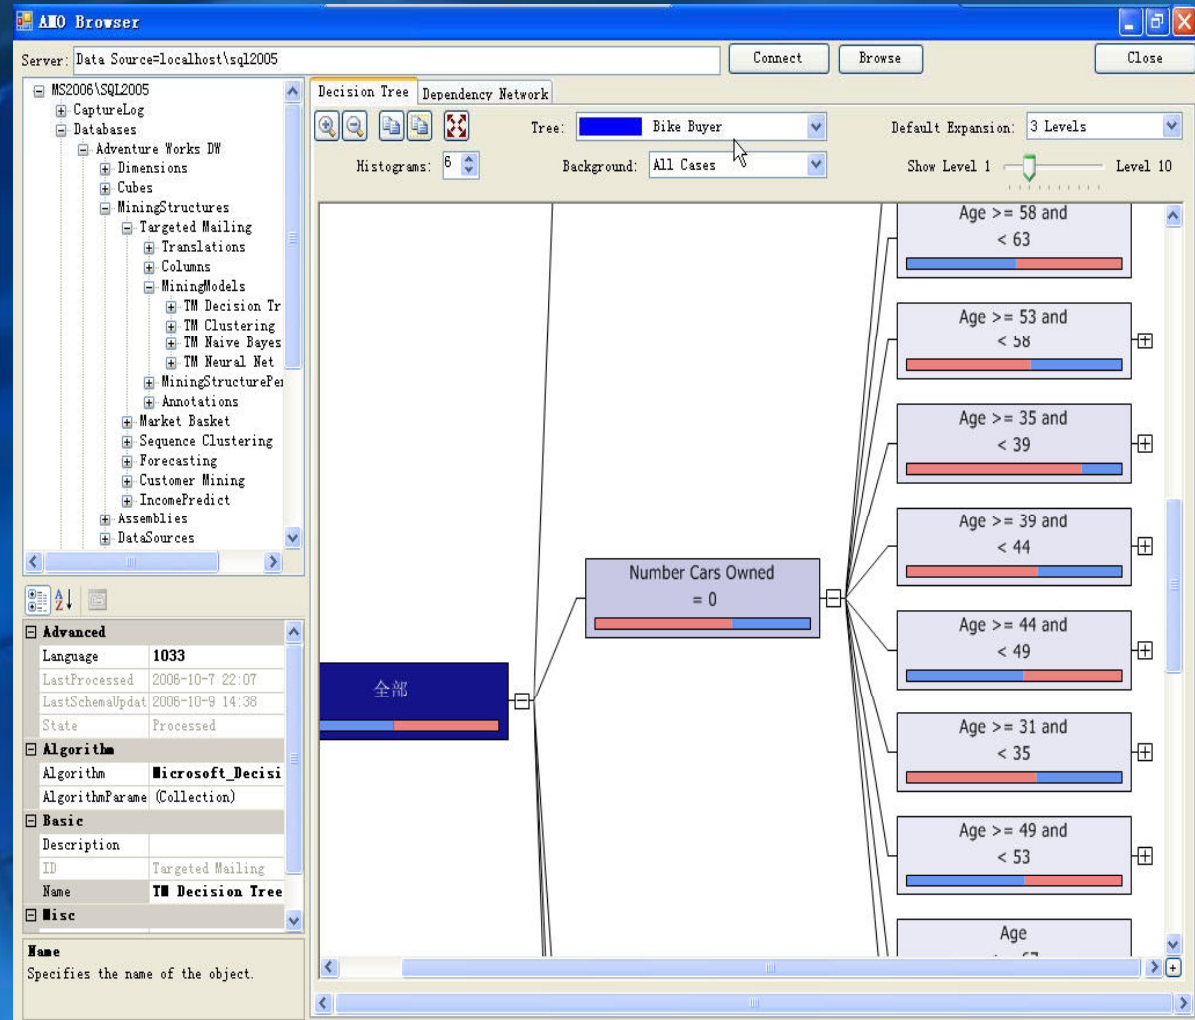 AMO Browser
Server: Data Source=localhost\sql2005 Connect Browse Close
MS2006\SQL2005
CaptureLog
Databases
Adventure Works DW
Dimensions
Cubes
MiningStructures
Targeted Mailing
Translations
Columns
MiningModels
TM Decision Tr
TM Clustering
TM Naive Bayes
TM Neural Net
MiningStructurePer
Annotations
Market Basket
Sequence Clustering
Forecasting
Customer Mining
IncomePredict
Assemblies
DataSources
Advanced
Language 1033
LastProcessed 2006-10-7 22:07
LastSchemaUpdat 2006-10-9 14:38
State Processed
Algorithm
Algorithm Microsoft_Decisi
AlgorithmParame (Collection)
Basic
Description
ID Targeted Mailing
Name TM Decision Tree
Misc
Name
Specifies the name of the object.
Decision Tree Dependency Network
Tree: Bike Buyer Default Expansion: 3 Levels
Histograms: 6 Background: All Cases Show Level 1 Level 10
全部
Number Cars Owned
= 0
Age >= 58 and
< 63
Age >= 53 and
< 58
Age >= 35 and
< 39
Age >= 39 and
< 44
Age >= 44 and
< 49
Age >= 31 and
< 35
Age >= 49 and
< 53
Age